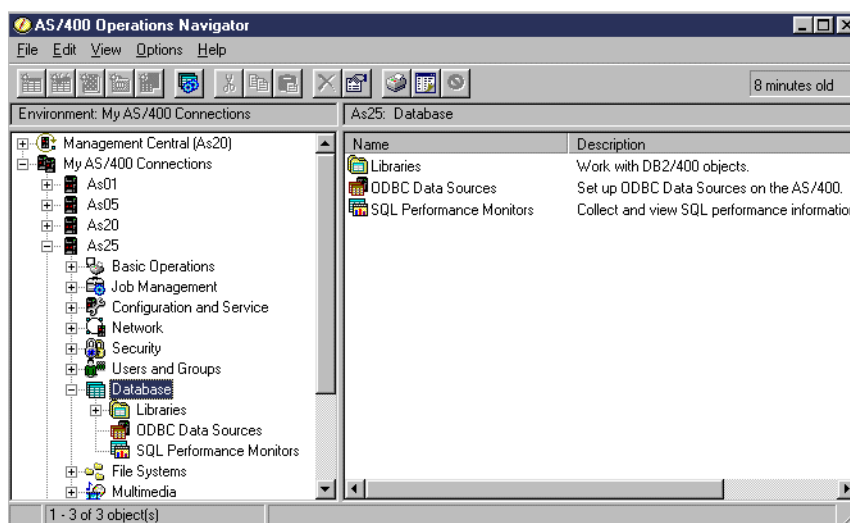 AS/400 Operations Navigator
File Edit View Options Help
8 minutes old
Environment: My AS/400 Connections
As25: Database
Management Central (As20)
My AS/400 Connections
As01
As05
As20
As25
Basic Operations
Job Management
Configuration and Service
Network
Security
Users and Groups
Database
Libraries
ODBC Data Sources
SQL Performance Monitors
File Systems
Multimedia
Name Description
Libraries Work with DB2/400 objects.
ODBC Data Sources Set up ODBC Data Sources on the AS/400.
SQL Performance Monitors Collect and view SQL performance informatio
1 - 3 of 3 object(s)